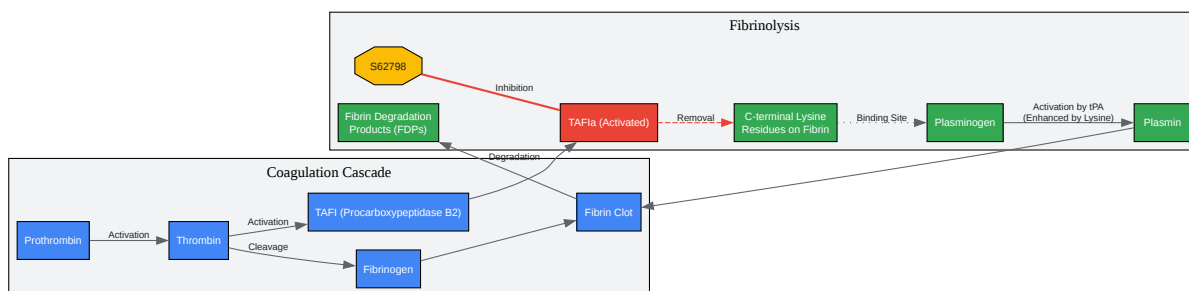 Fibrinolysis
S62798
Inhibition
Fibrin Degradation
Products (FDPs)
TAFIa (Activated)
Removal
C-terminal Lysine
Residues on Fibrin
Binding Site
Plasminogen
Activation by tPA
(Enhanced by Lysine)
Plasmin
Degradation
Coagulation Cascade
Prothrombin
Activation
Thrombin
Activation
TAFI (Procarboxypeptidase B2)
Cleavage
Fibrinogen
Fibrin Clot